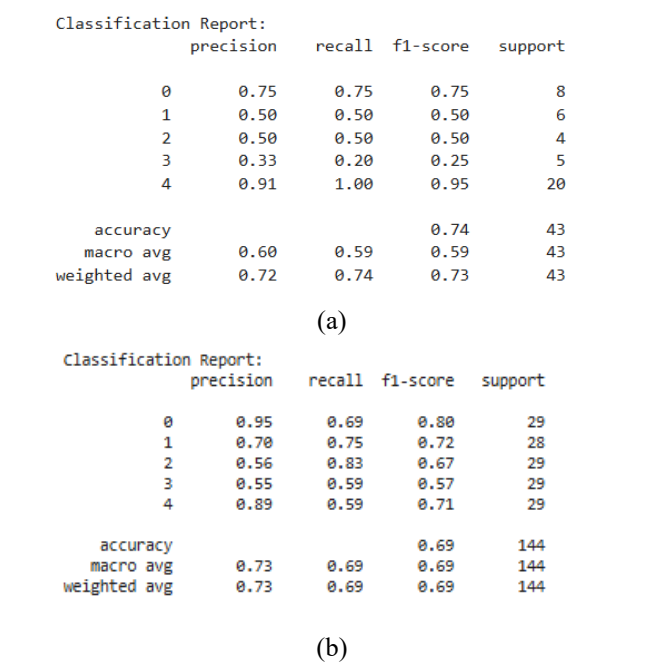 Classification Report:
precision recall f1-score support
0 0.75 0.75 0.75 8
1 0.50 0.50 0.50 6
2 0.50 0.50 0.50 4
3 0.33 0.20 0.25 5
4 0.91 1.00 0.95 20
accuracy 0.74 43
macro avg 0.60 0.59 0.59 43
weighted avg 0.72 0.74 0.73 43
(a)
Classification Report:
precision recall f1-score support
0 0.95 0.69 0.80 29
1 0.70 0.75 0.72 28
2 0.56 0.83 0.67 29
3 0.55 0.59 0.57 29
4 0.89 0.59 0.71 29
accuracy 0.69 144
macro avg 0.73 0.69 0.69 144
weighted avg 0.73 0.69 0.69 144
(b)